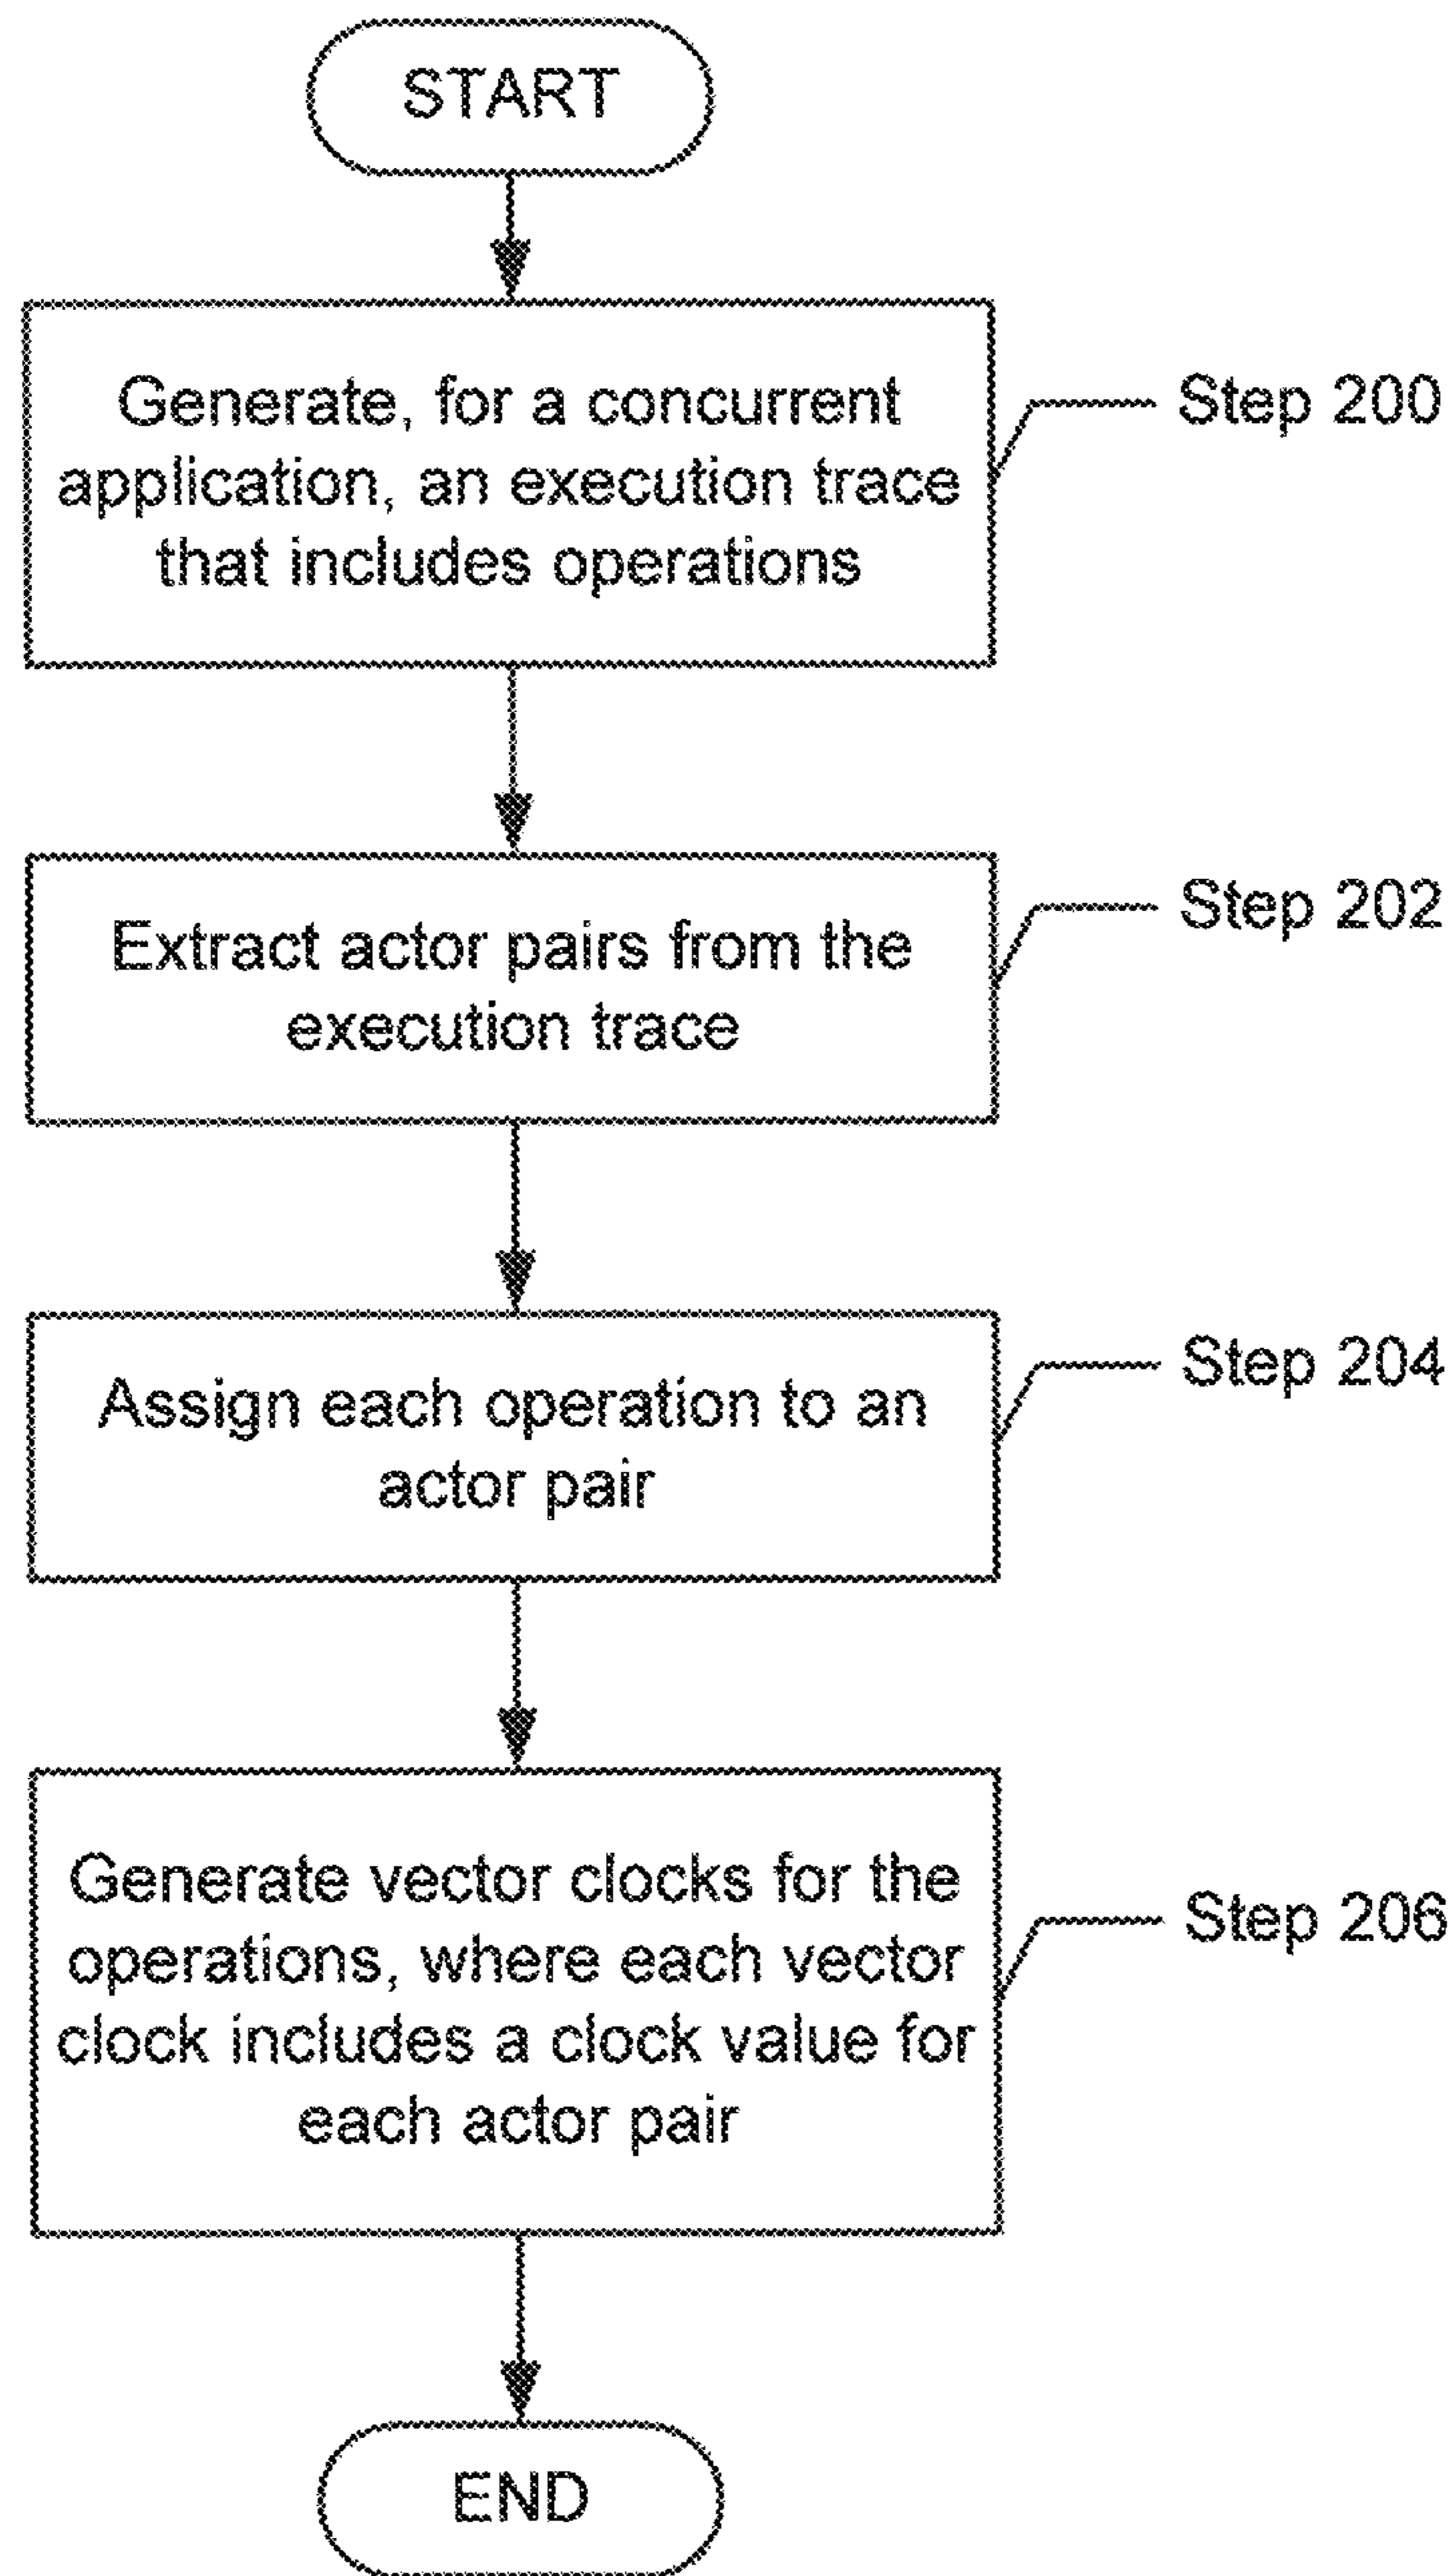 START
Generate, for a concurrent
application, an execution trace
that includes operations
Step 200
Extract actor pairs from the
execution trace
Step 202
Assign each operation to an
actor pair
Step 204
Generate vector clocks for the
operations, where each vector
clock includes a clock value for
each actor pair
Step 206
END